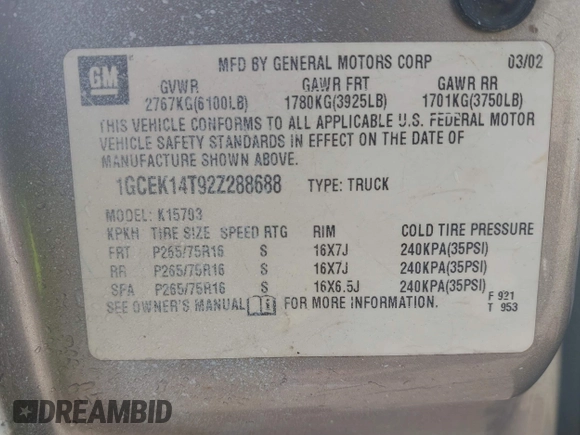 GM
MFD BY GENERAL MOTORS CORP 03/02
GVWR GAWR FRT GAWR RR
2767KG(6100LB) 1780KG(3925LB) 1701KG(3750LB)
THIS VEHICLE CONFORMS TO ALL APPLICABLE U.S. FEDERAL MOTOR
VEHICLE SAFETY STANDARDS IN EFFECT ON THE DATE OF
MANUFACTURE SHOWN ABOVE.
1GCEK14T92Z288688 TYPE: TRUCK
MODEL: K15703
KPKH TIRE SIZE SPEED RTG RIM COLD TIRE PRESSURE
FRT P265/75R16 S 16X7J 240KPA(35PSI)
RR P265/75R16 S 16X7J 240KPA(35PSI)
SPA P265/75R16 S 16X6.5J 240KPA(35PSI)
SEE OWNER'S MANUAL FOR MORE INFORMATION. F 921
T 953
DREAMBID